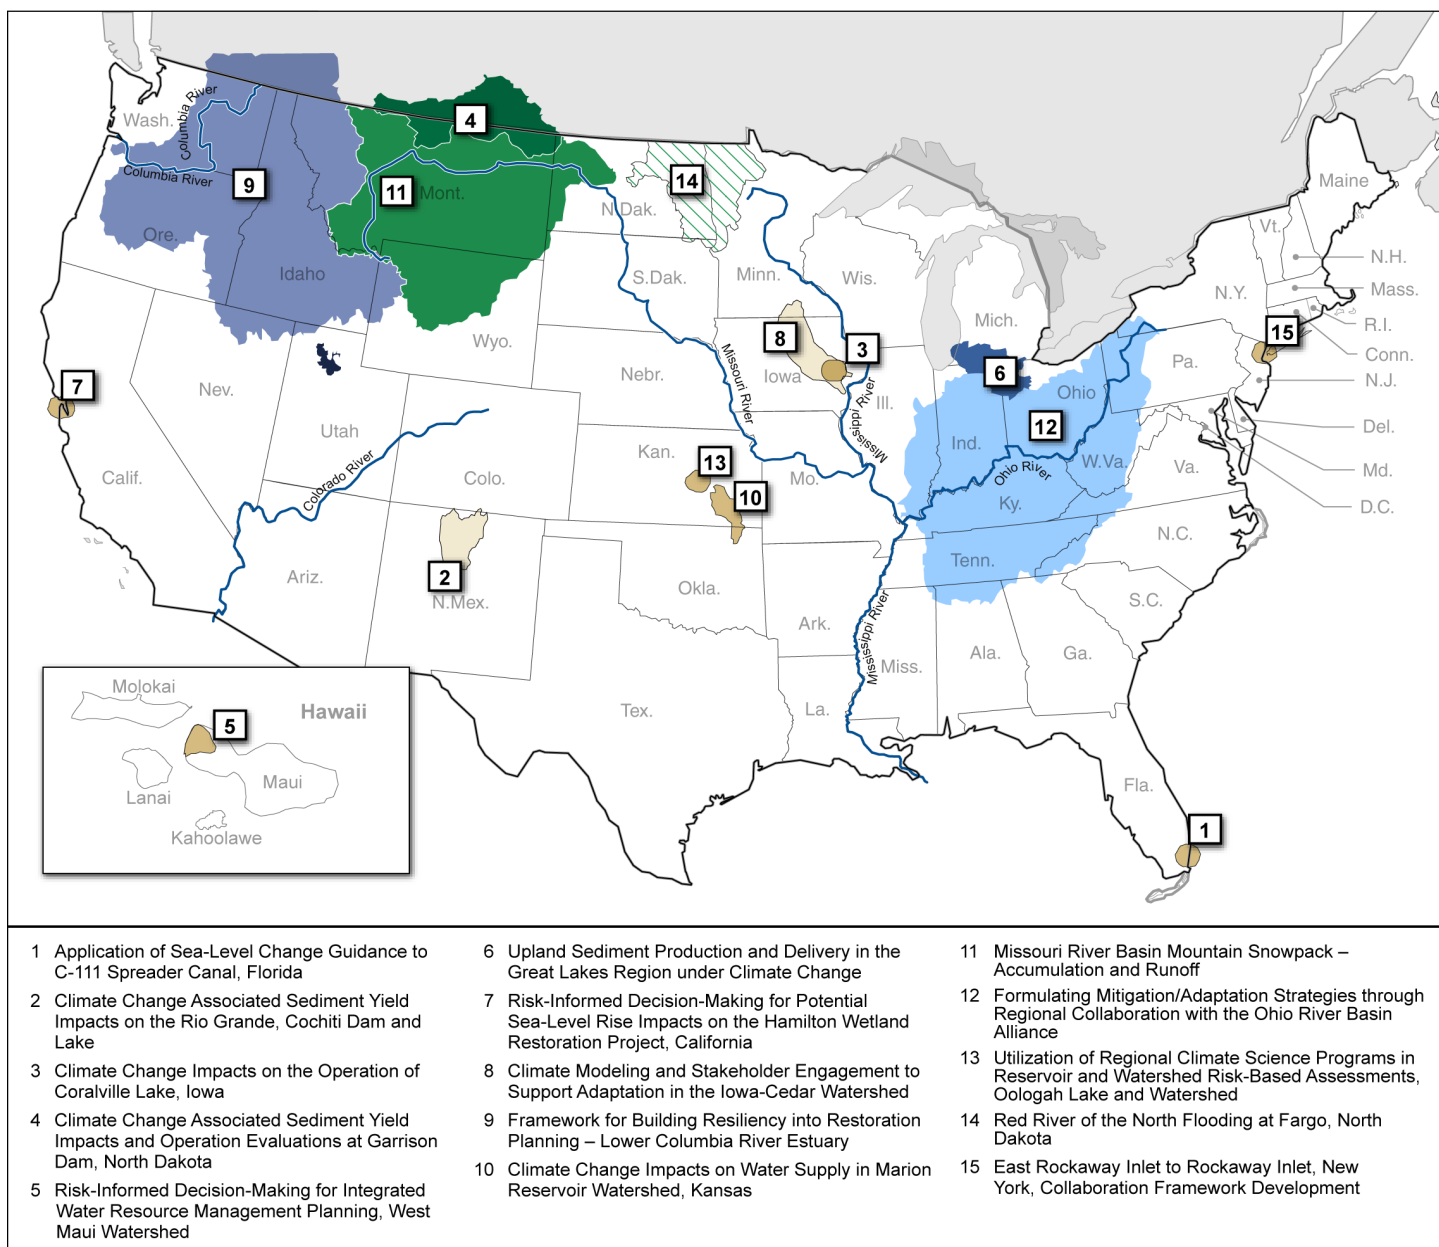 Wash.
Columbia River
Columbia River
Ore.
9
Idaho
4
11
Mont.
14
N.Dak.
S.Dak.
Minn.
Wis.
Mich.
Maine
Vt.
N.H.
N.Y.
Mass.
R.I.
Conn.
15
N.J.
Pa.
Del.
Md.
D.C.
Wyo.
Nebr.
Missouri River
8
Iowa
3
Mississippi River
Ill.
6
Ohio
12
Ind.
Ohio River
W.Va.
Va.
Ky.
N.C.
Tenn.
S.C.
7
Nev.
Utah
Calif.
Colorado River
Colo.
Kan.
13
10
Mo.
Ariz.
2
N.Mex.
Okla.
Ark.
Mississippi River
Miss.
Ala.
Ga.
Tex.
La.
Fla.
1
Molokai
Hawaii
5
Maui
Lanai
Kahoolawe
1 Application of Sea-Level Change Guidance to
C-111 Spreader Canal, Florida
2 Climate Change Associated Sediment Yield
Impacts on the Rio Grande, Cochiti Dam and
Lake
3 Climate Change Impacts on the Operation of
Coralville Lake, Iowa
4 Climate Change Associated Sediment Yield
Impacts and Operation Evaluations at Garrison
Dam, North Dakota
5 Risk-Informed Decision-Making for Integrated
Water Resource Management Planning, West
Maui Watershed
6 Upland Sediment Production and Delivery in the
Great Lakes Region under Climate Change
7 Risk-Informed Decision-Making for Potential
Sea-Level Rise Impacts on the Hamilton Wetland
Restoration Project, California
8 Climate Modeling and Stakeholder Engagement to
Support Adaptation in the Iowa-Cedar Watershed
9 Framework for Building Resiliency into Restoration
Planning – Lower Columbia River Estuary
10 Climate Change Impacts on Water Supply in Marion
Reservoir Watershed, Kansas
11 Missouri River Basin Mountain Snowpack –
Accumulation and Runoff
12 Formulating Mitigation/Adaptation Strategies through
Regional Collaboration with the Ohio River Basin
Alliance
13 Utilization of Regional Climate Science Programs in
Reservoir and Watershed Risk-Based Assessments,
Oologah Lake and Watershed
14 Red River of the North Flooding at Fargo, North
Dakota
15 East Rockaway Inlet to Rockaway Inlet, New
York, Collaboration Framework Development